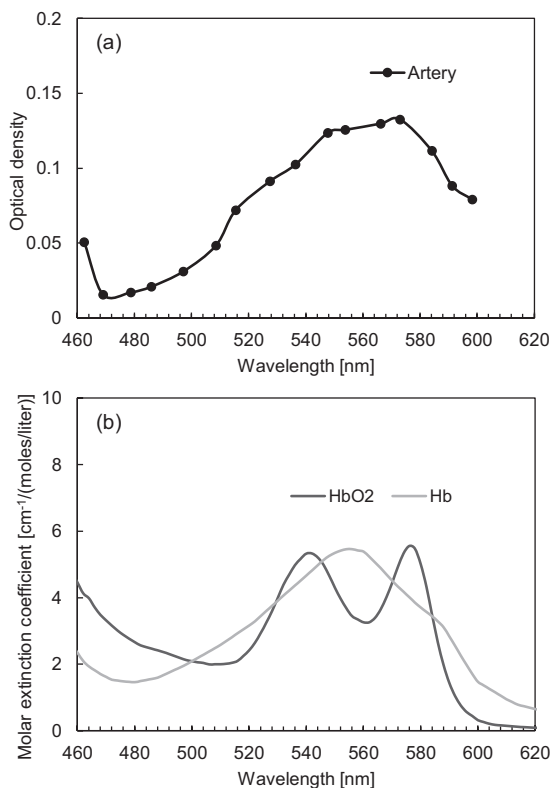 (a)
Artery
Optical density
0.2
0.15
0.1
0.05
0
460 480 500 520 540 560 580 600 620
Wavelength [nm]
(b)
HbO2 Hb
Molar extinction coefficient [cm-1/(moles/liter)]
10
8
6
4
2
0
460 480 500 520 540 560 580 600 620
Wavelength [nm]